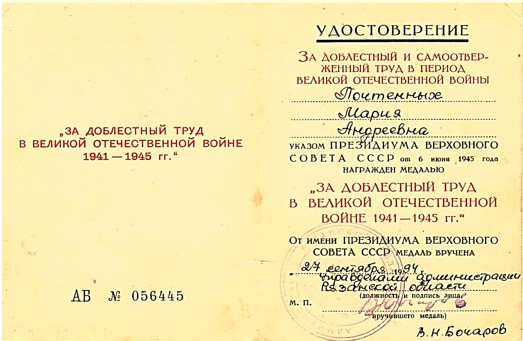 „ЗА ДОБЛЕСТНЫЙ ТРУД
В ВЕЛИКОЙ ОТЕЧЕСТВЕННОЙ ВОЙНЕ
1941 — 1945 гг.“
АБ № 056445
УДОСТОВЕРЕНИЕ
ЗА ДОБЛЕСТНЫЙ И САМООТВЕР-
ЖЕННЫЙ ТРУД В ПЕРИОД
ВЕЛИКОЙ ОТЕЧЕСТВЕННОЙ ВОЙНЫ
Почтенных
Мария
Андреевна
УКАЗОМ ПРЕЗИДИУМА ВЕРХОВНОГО
СОВЕТА СССР от 6 июня 1945 года
НАГРАЖДЕН МЕДАЛЬЮ
„ЗА ДОБЛЕСТНЫЙ ТРУД
В ВЕЛИКОЙ ОТЕЧЕСТВЕННОЙ
ВОЙНЕ 1941 — 1945 гг.“
ОТ ИМЕНИ ПРЕЗИДИУМА ВЕРХОВНОГО
СОВЕТА СССР МЕДАЛЬ ВРУЧЕНА
27 сентября 1994
администрации
Рязанской области
(должность и подпись лица,
М. П.
вручившего медаль)
В.Н.Бочаров